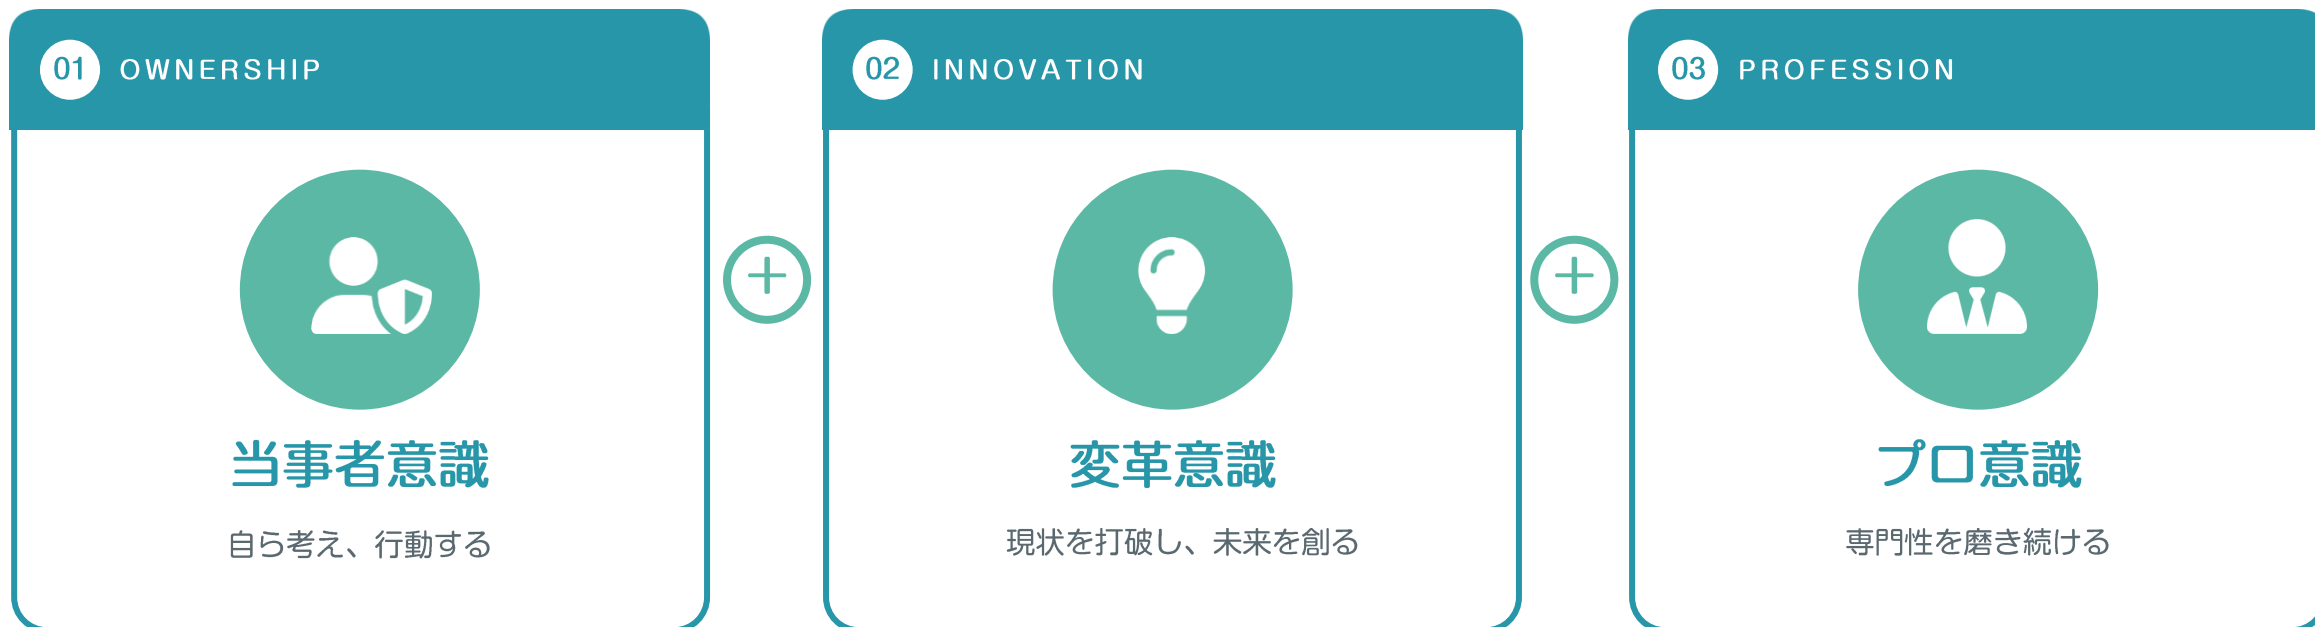 01 OWNERSHIP
当事者意識
自ら考え、行動する
+
02 INNOVATION
変革意識
現状を打破し、未来を創る
+
03 PROFESSION
プロ意識
専門性を磨き続ける